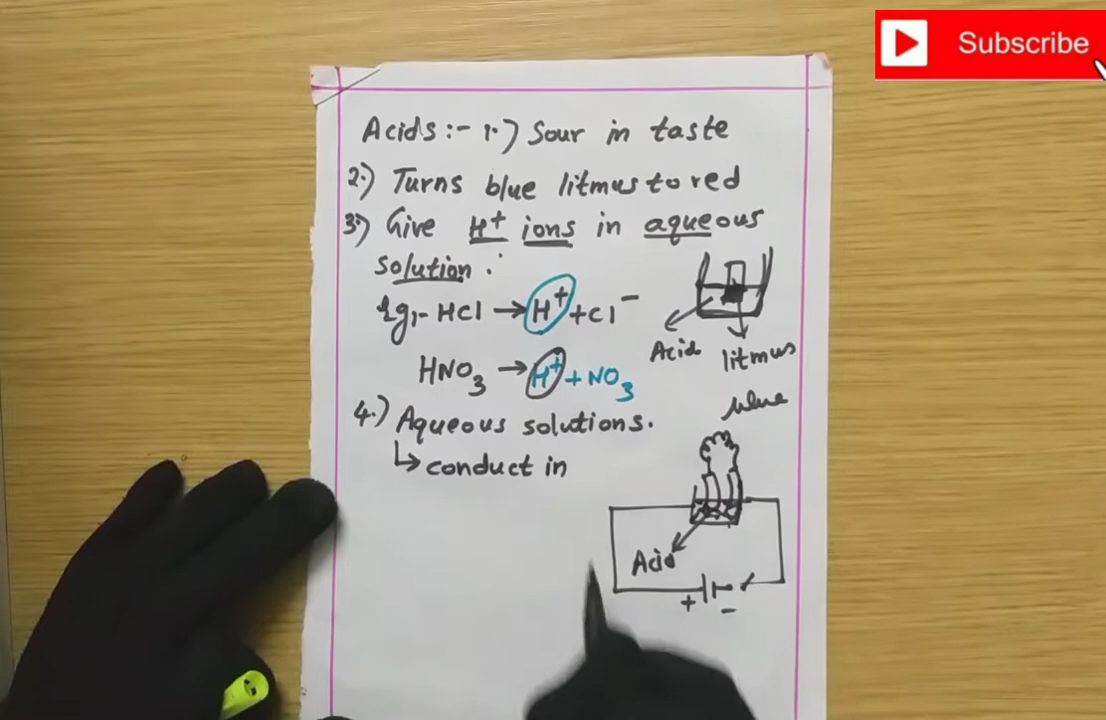 Subscribe
Acids :- 1.) Sour in taste
2.) Turns blue litmus to red
3.) Give H+ ions in aqueous
solution.
Eg,- HCl → H+ + Cl−
HNO3 → H+ + NO3
Acid
litmus
blue
4.) Aqueous solutions.
↳ conduct in
Acid
+
−